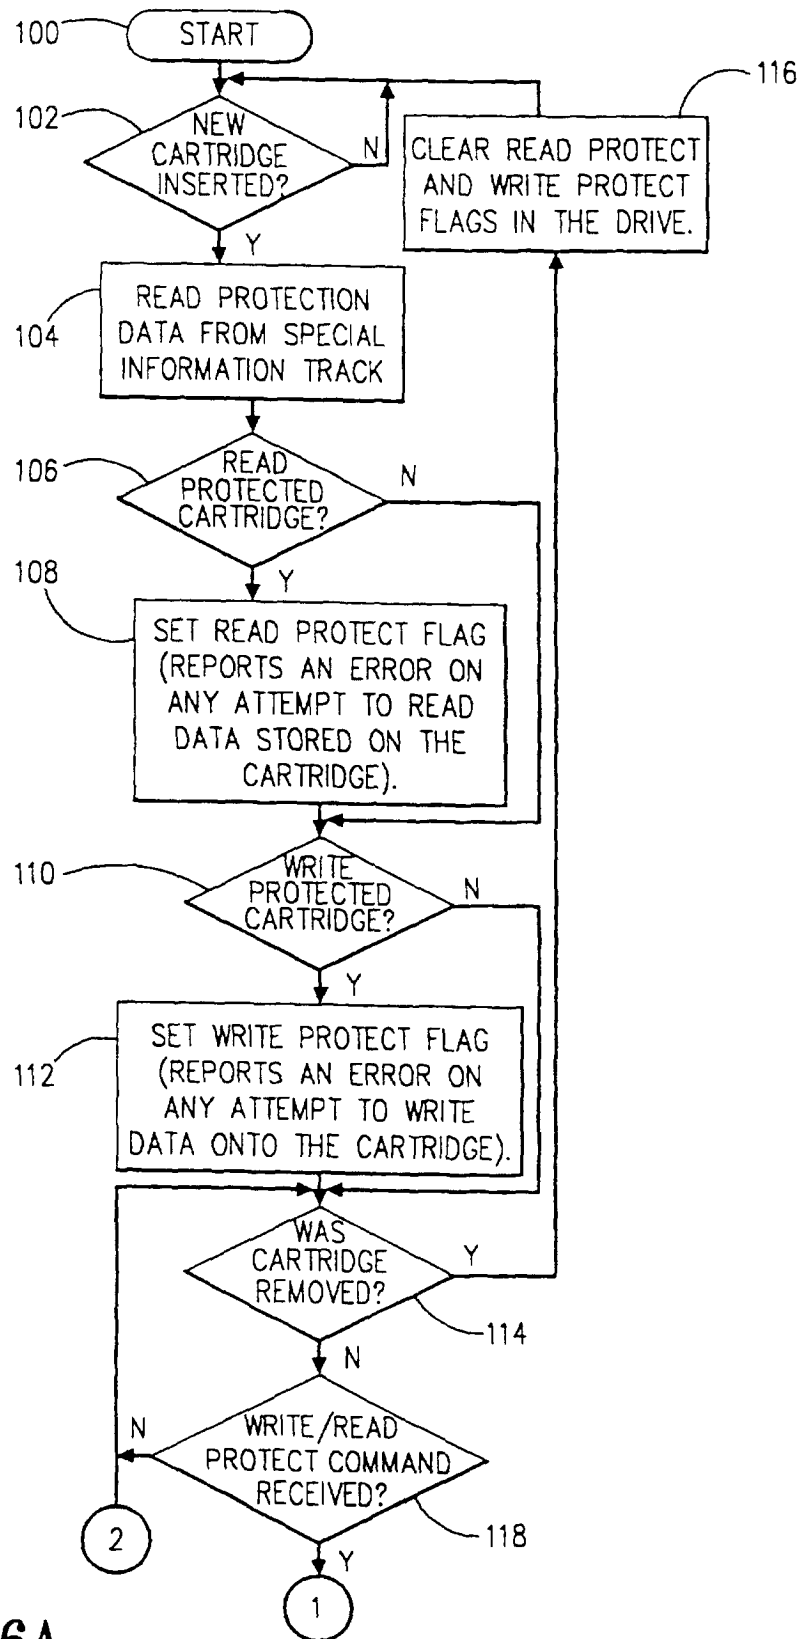 100
START
116
102
NEW
CARTRIDGE
INSERTED?
N
CLEAR READ PROTECT
AND WRITE PROTECT
FLAGS IN THE DRIVE.
Y
104
READ PROTECTION
DATA FROM SPECIAL
INFORMATION TRACK
106
READ
PROTECTED
CARTRIDGE?
N
108
Y
SET READ PROTECT FLAG
(REPORTS AN ERROR ON
ANY ATTEMPT TO READ
DATA STORED ON THE
CARTRIDGE).
110
WRITE
PROTECTED
CARTRIDGE?
N
Y
112
SET WRITE PROTECT FLAG
(REPORTS AN ERROR ON
ANY ATTEMPT TO WRITE
DATA ONTO THE CARTRIDGE).
WAS
CARTRIDGE
REMOVED?
Y
114
N
N
WRITE/READ
PROTECT COMMAND
RECEIVED?
118
2
Y
1
6A